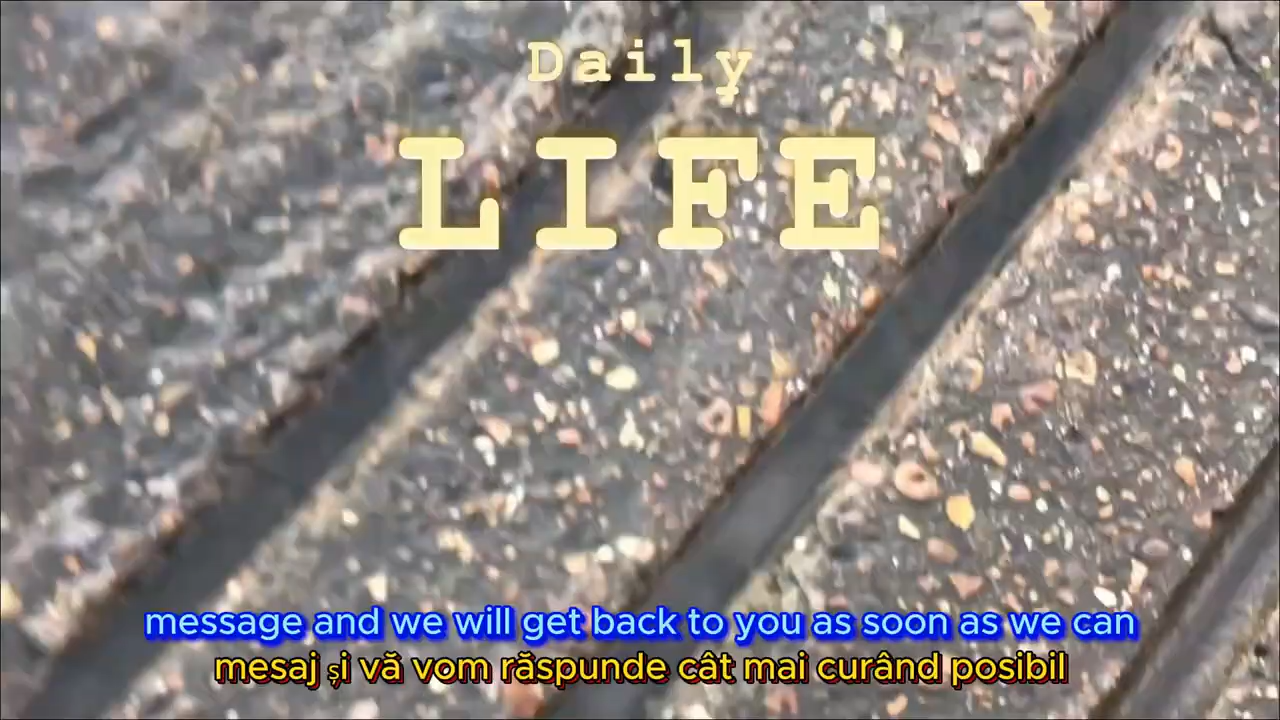 Daily
LIFE
message and we will get back to you as soon as we can
mesaj și vă vom răspunde cât mai curând posibil